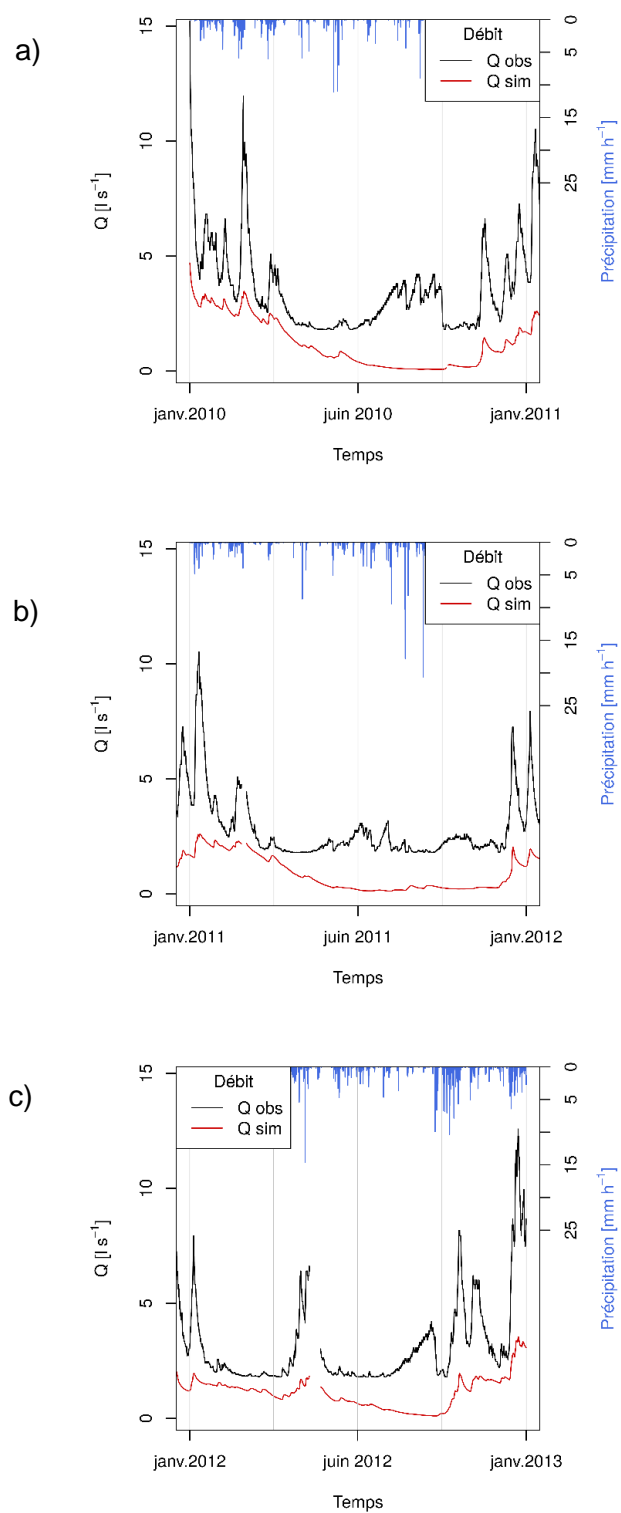 a)
Débit
Q obs
Q sim
Q [l s⁻¹]
0
5
10
15
Précipitation [mm h⁻¹]
0
5
15
25
janv.2010
juin 2010
janv.2011
Temps
b)
Débit
Q obs
Q sim
Q [l s⁻¹]
0
5
10
15
Précipitation [mm h⁻¹]
0
5
15
25
janv.2011
juin 2011
janv.2012
Temps
c)
Débit
Q obs
Q sim
Q [l s⁻¹]
0
5
10
15
Précipitation [mm h⁻¹]
0
5
15
25
janv.2012
juin 2012
janv.2013
Temps